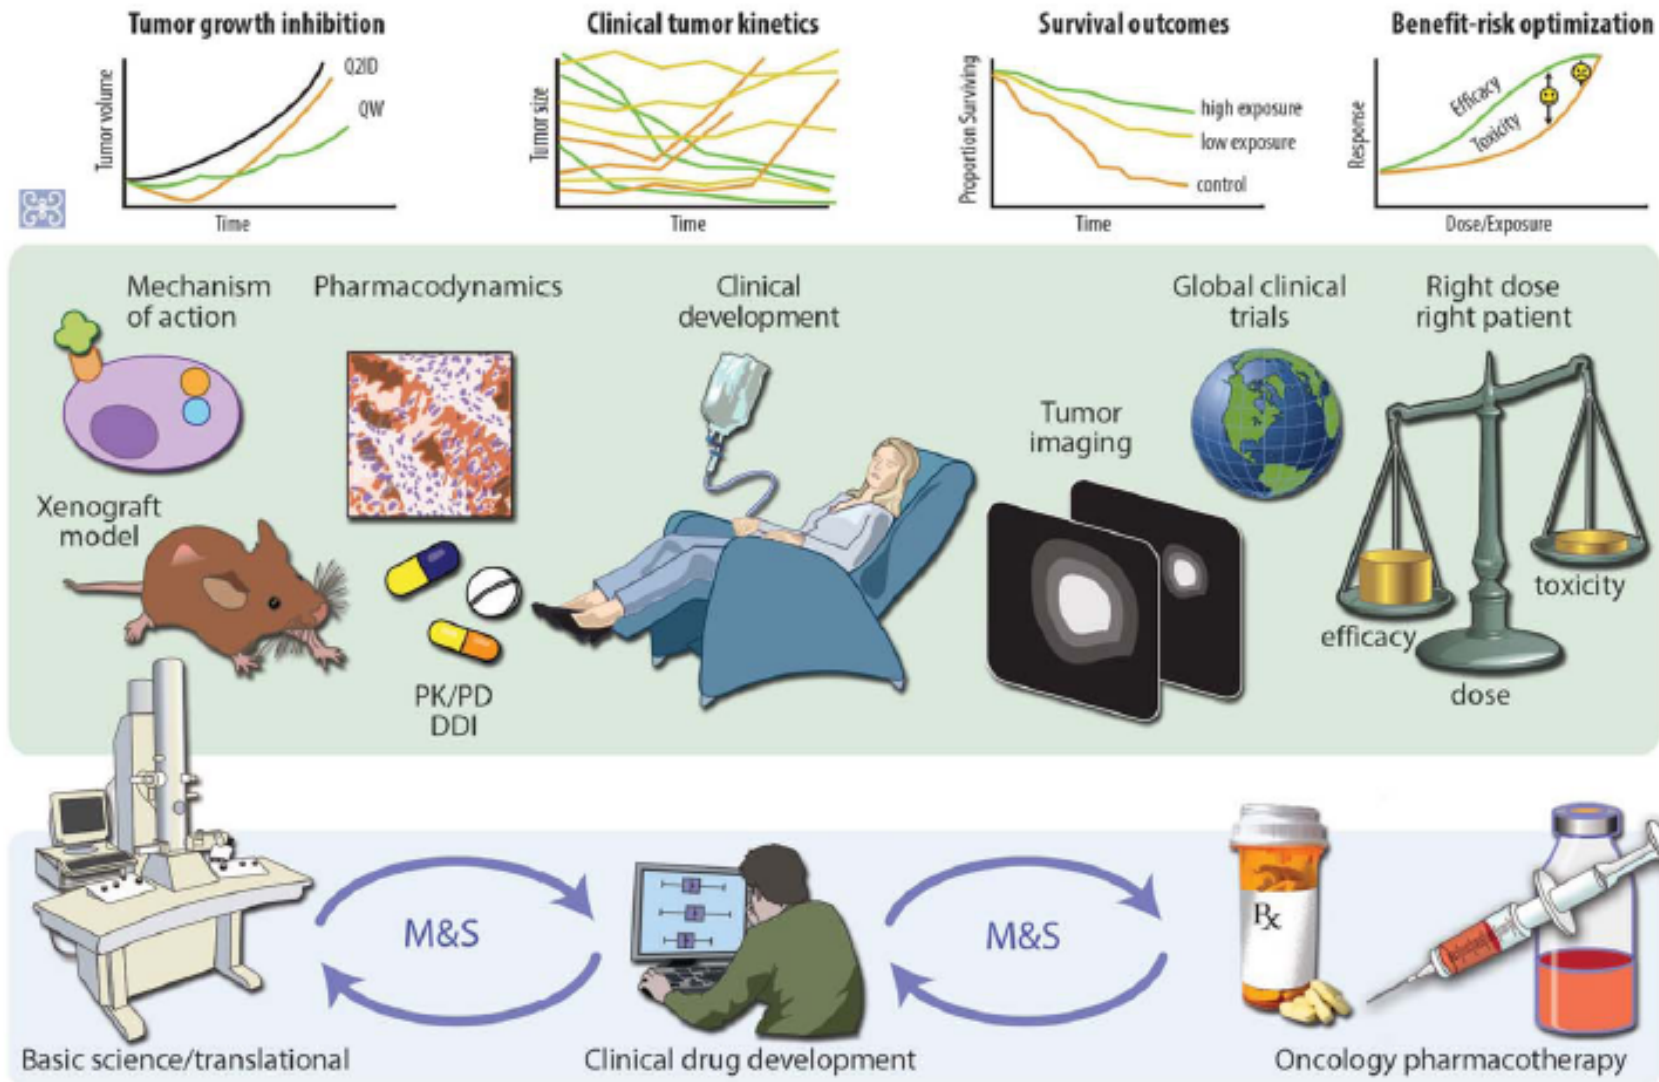 Tumor growth inhibition
Tumor volume
Q2ID
QW
Time
Clinical tumor kinetics
Tumor size
Time
Survival outcomes
Proportion Surviving
high exposure
low exposure
control
Time
Benefit-risk optimization
Response
Efficacy
Toxicity
Dose/Exposure
Mechanism
of action
Pharmacodynamics
Clinical
development
Global clinical
trials
Right dose
right patient
Tumor
imaging
Xenograft
model
PK/PD
DDI
toxicity
efficacy
dose
M&S
M&S
Rx
Basic science/translational
Clinical drug development
Oncology pharmacotherapy